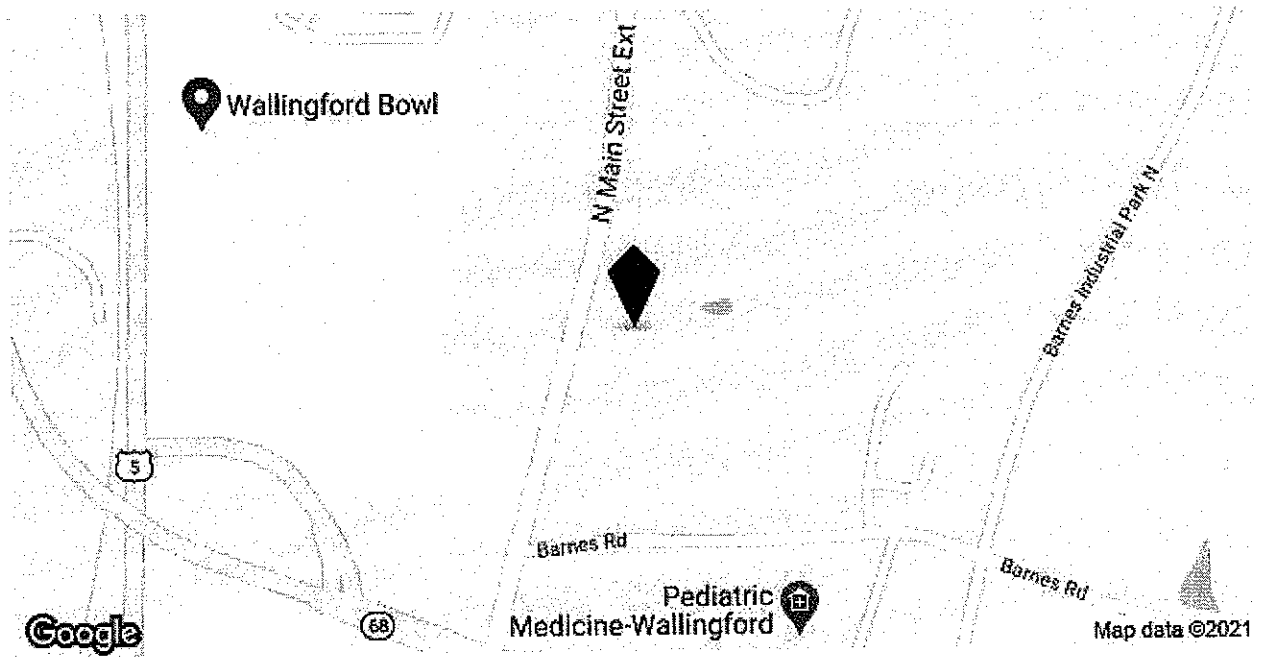 N Main Street Ext
Wallingford Bowl
Barnes Industrial Park N
5
Barnes Rd
Barnes Rd
Pediatric
Medicine-Wallingford
68
Google
Map data ©2021